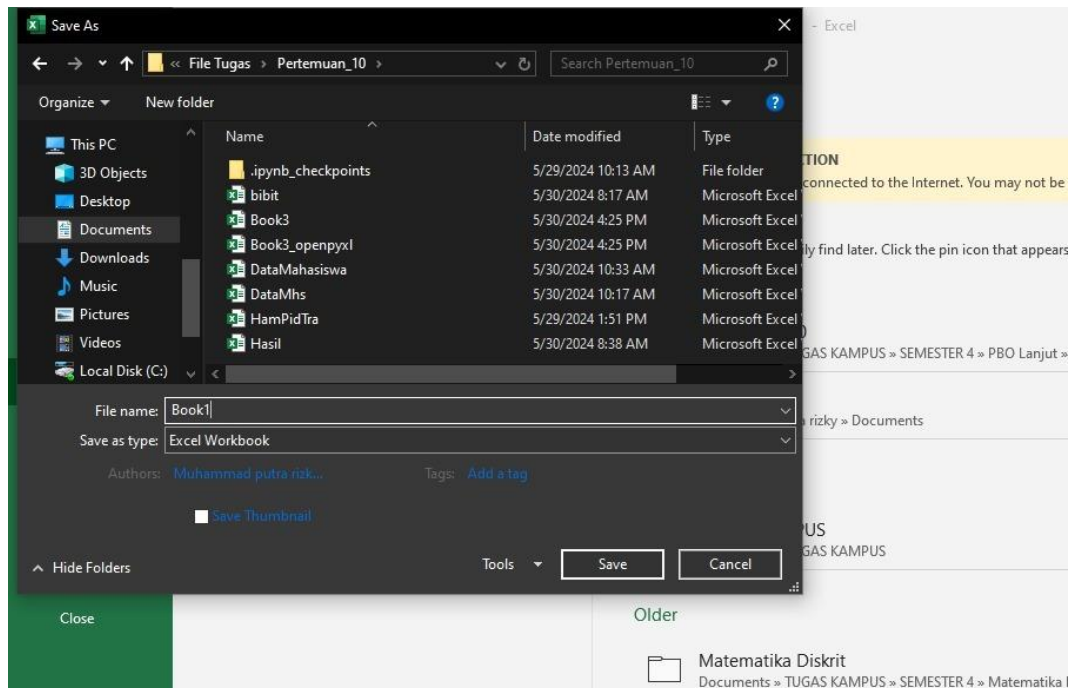 Save As
- Excel
« File Tugas > Pertemuan_10 >
Search Pertemuan_10
Organize
New folder
This PC
3D Objects
Desktop
Documents
Downloads
Music
Pictures
Videos
Local Disk (C:)
Name Date modified Type
.ipynb_checkpoints 5/29/2024 10:13 AM File folder
bibit 5/30/2024 8:17 AM Microsoft Excel
Book3 5/30/2024 4:25 PM Microsoft Excel
Book3_openpyxl 5/30/2024 4:25 PM Microsoft Excel
DataMahasiswa 5/30/2024 10:33 AM Microsoft Excel
DataMhs 5/30/2024 10:17 AM Microsoft Excel
HamPidTra 5/29/2024 1:51 PM Microsoft Excel
Hasil 5/30/2024 8:38 AM Microsoft Excel
File name: Book1
Save as type: Excel Workbook
Authors: Muhammad putra rizk... Tags: Add a tag
Save Thumbnail
Hide Folders
Tools
Save
Cancel
Close
connected to the Internet. You may not be
find later. Click the pin icon that appears
KAMPUS » SEMESTER 4 » PBO Lanjut »
rizky » Documents
KAMPUS
Older
Matematika Diskrit
Documents » TUGAS KAMPUS » SEMESTER 4 » Matematika